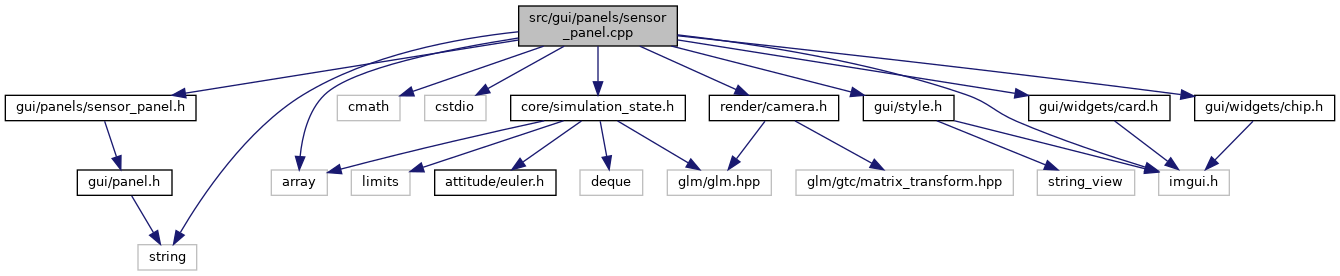 src/gui/panels/sensor
_panel.cpp
gui/panels/sensor_panel.h
cmath
cstdio
core/simulation_state.h
render/camera.h
gui/style.h
gui/widgets/card.h
gui/widgets/chip.h
gui/panel.h
array
limits
attitude/euler.h
deque
glm/glm.hpp
glm/gtc/matrix_transform.hpp
string_view
imgui.h
string